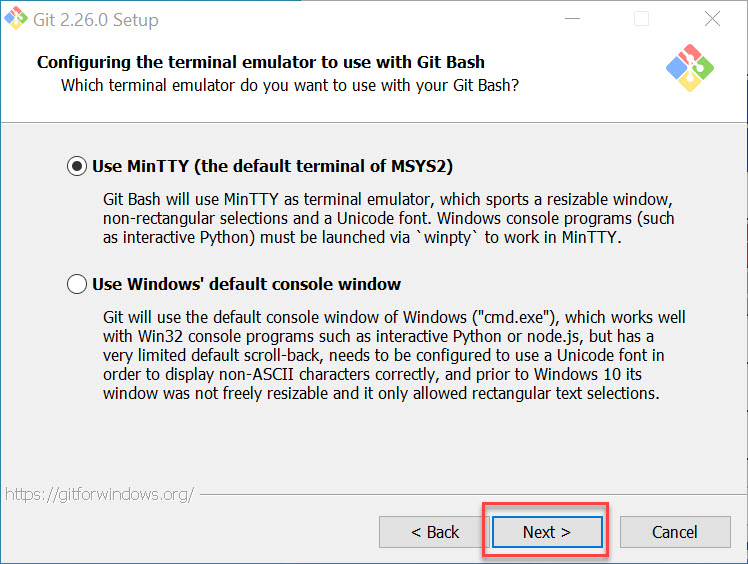 Git 2.26.0 Setup
Configuring the terminal emulator to use with Git Bash
Which terminal emulator do you want to use with your Git Bash?
Use MinTTY (the default terminal of MSYS2)
Git Bash will use MinTTY as terminal emulator, which sports a resizable window,
non-rectangular selections and a Unicode font. Windows console programs (such
as interactive Python) must be launched via `winpty` to work in MinTTY.
Use Windows' default console window
Git will use the default console window of Windows ("cmd.exe"), which works well
with Win32 console programs such as interactive Python or node.js, but has a
very limited default scroll-back, needs to be configured to use a Unicode font in
order to display non-ASCII characters correctly, and prior to Windows 10 its
window was not freely resizable and it only allowed rectangular text selections.
https://gitforwindows.org/
< Back Next > Cancel